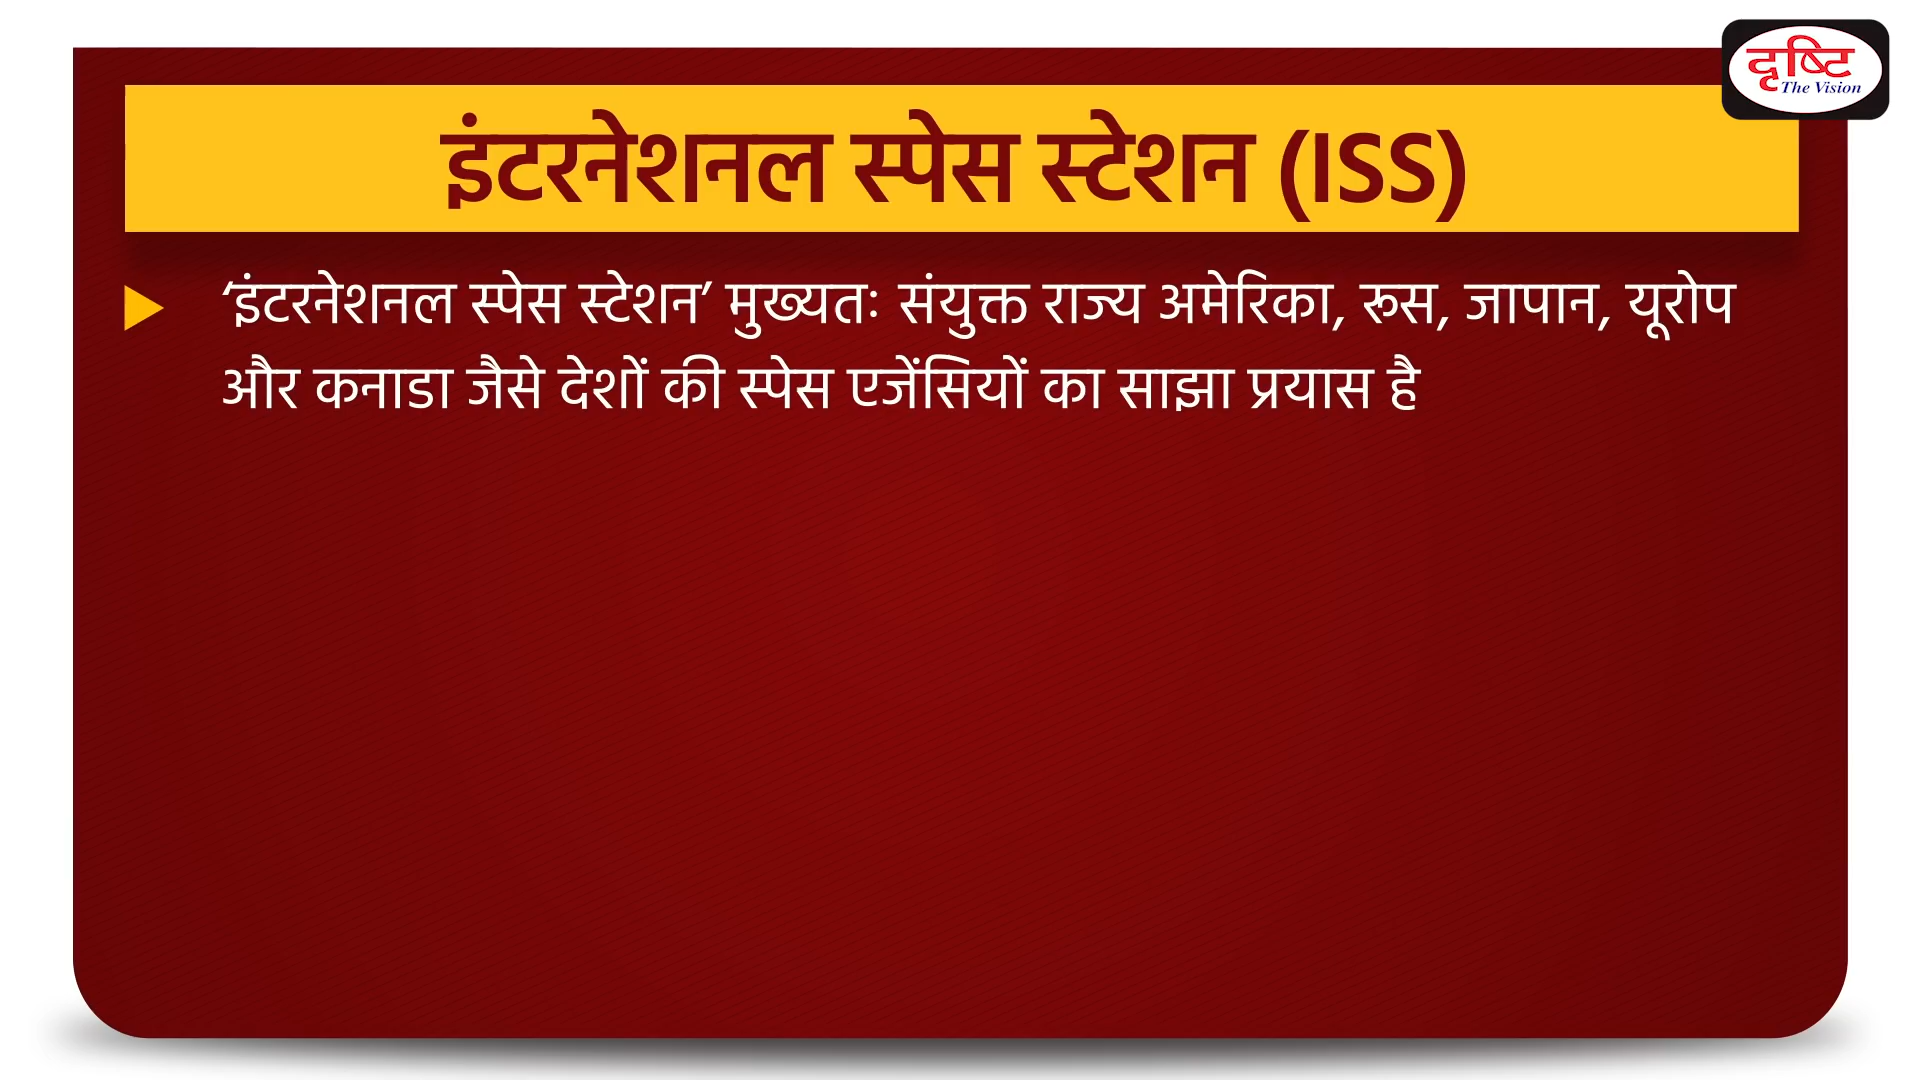 दृष्टि
The Vision
इंटरनेशनल स्पेस स्टेशन (ISS)
‘इंटरनेशनल स्पेस स्टेशन’ मुख्यतः संयुक्त राज्य अमेरिका, रूस, जापान, यूरोप
और कनाडा जैसे देशों की स्पेस एजेंसियों का साझा प्रयास है